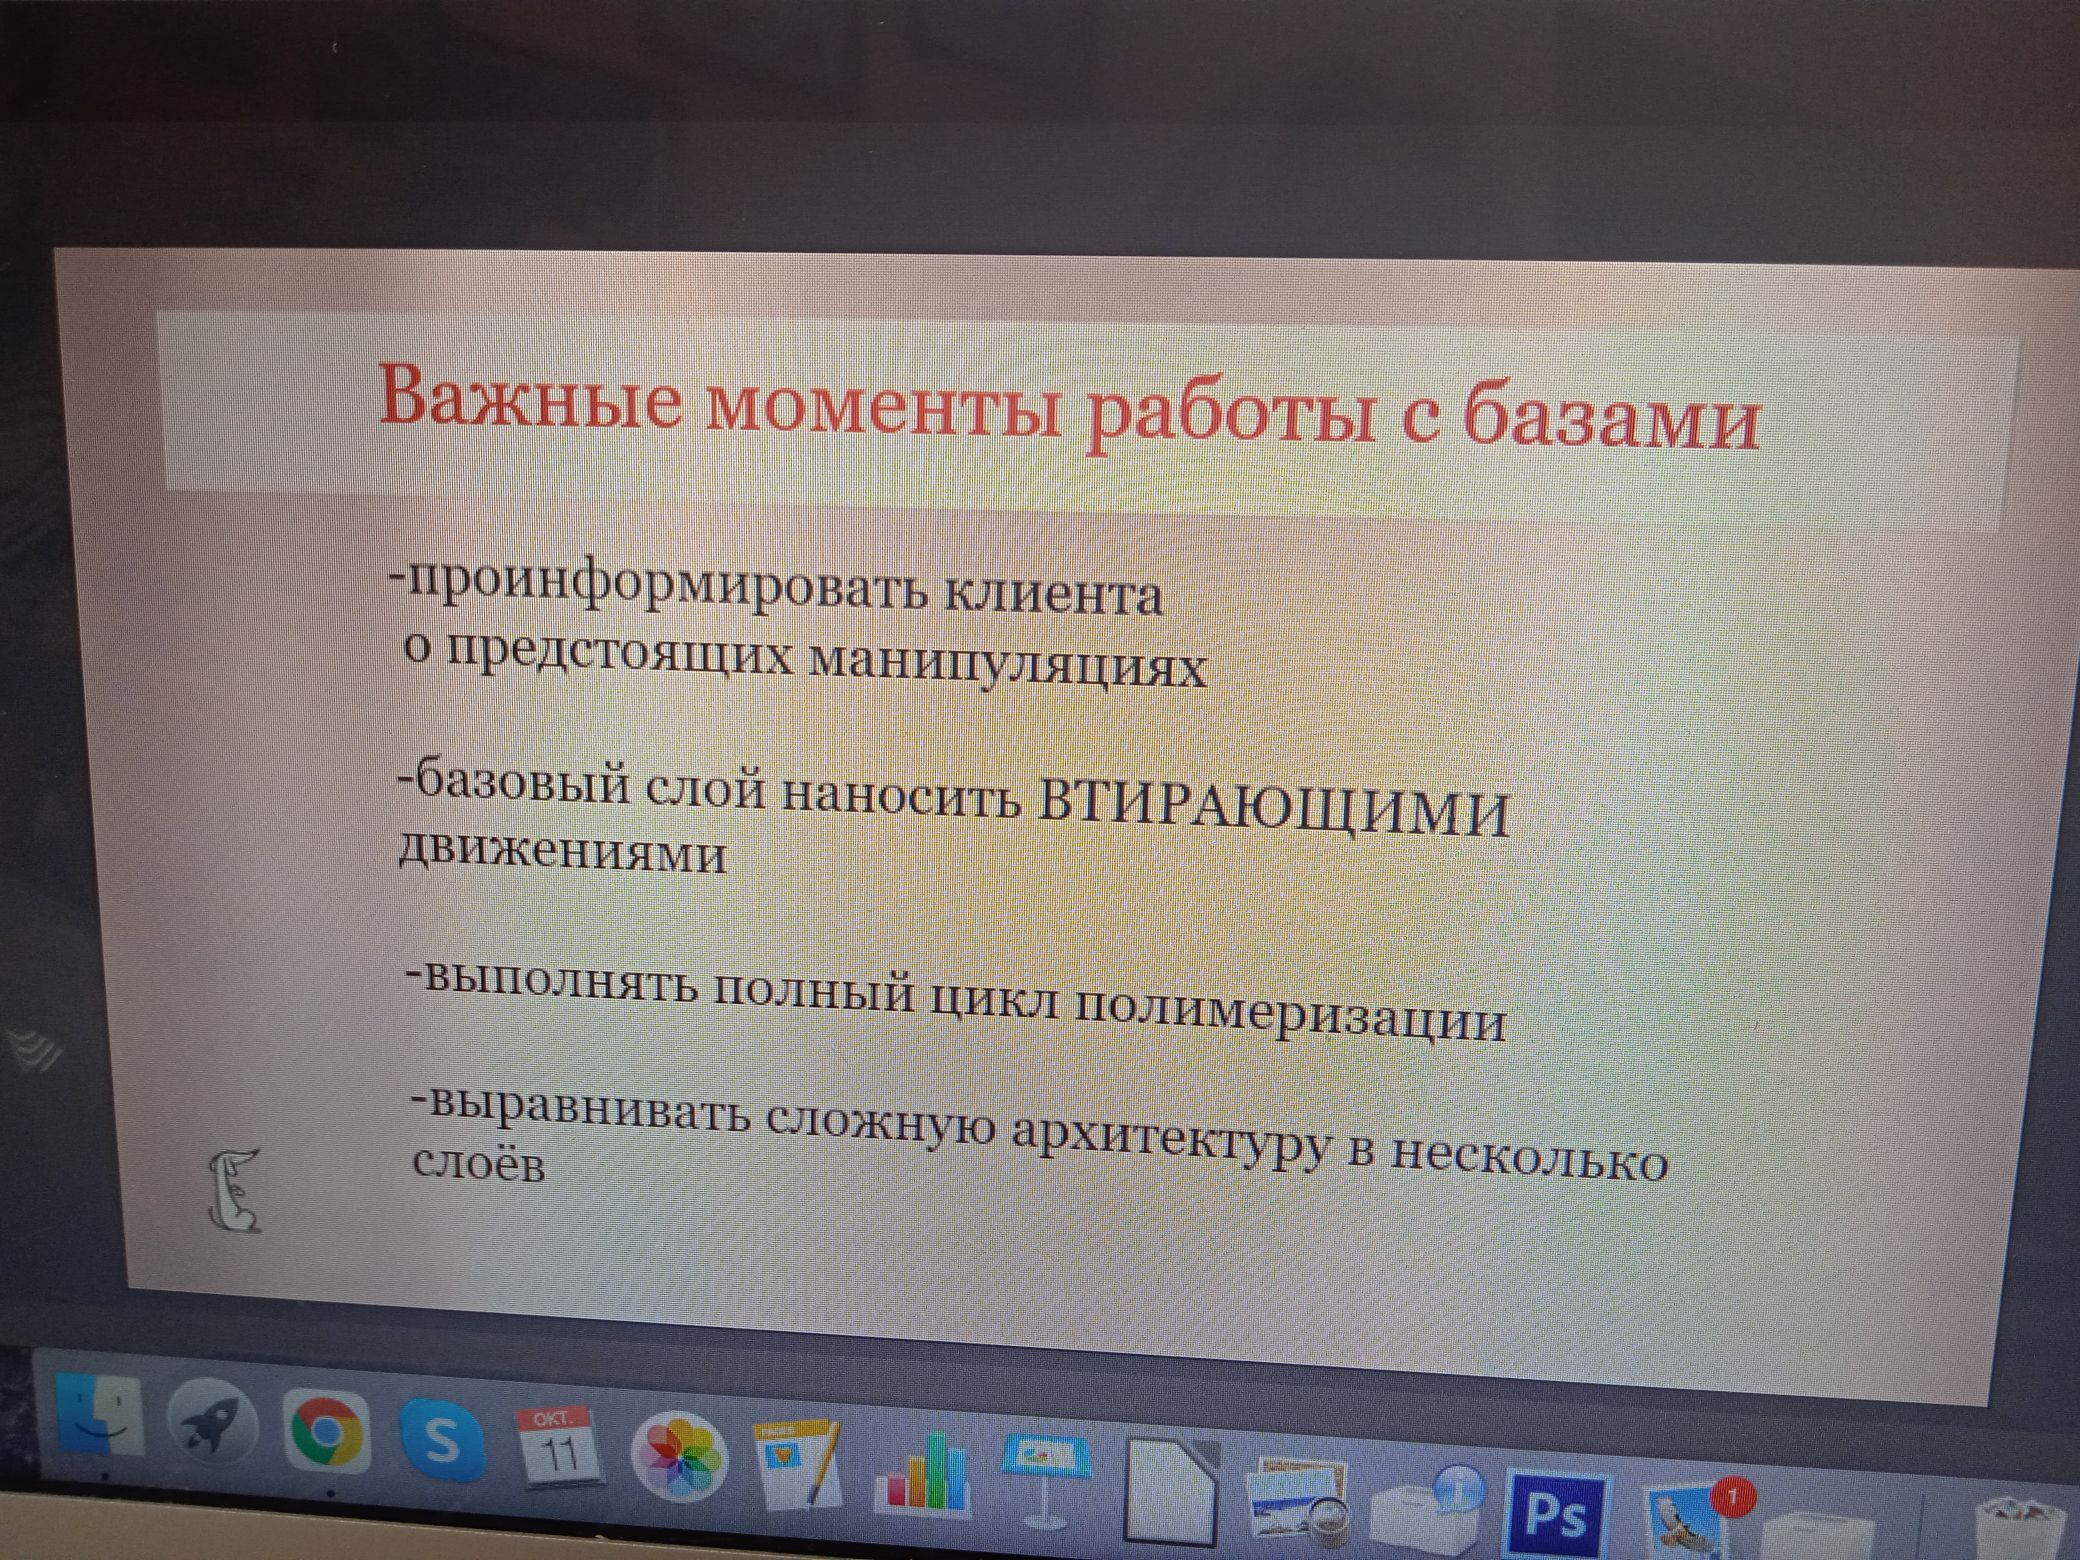 Важные моменты работы с базами
-проинформировать клиента
о предстоящих манипуляциях
-базовый слой наносить ВТИРАЮЩИМИ
движениями
-выполнять полный цикл полимеризации
-выравнивать сложную архитектуру в несколько
слоёв
S
ОКТ.
11
PAGES
Ps
1